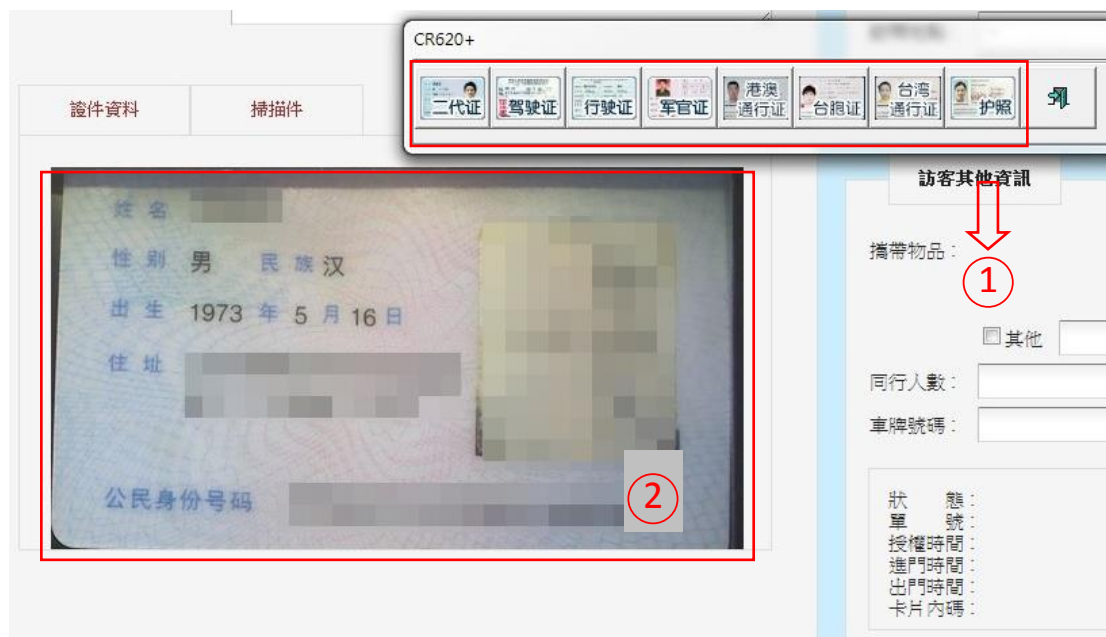 CR620+
二代证 驾驶证 行驶证 军官证 港澳通行证 台胞证 台湾通行证 护照
證件資料 掃描件
訪客其他資訊
姓名
性别 男 民族 汉
出生 1973 年 5 月 16 日
住址
公民身份号码
②
攜帶物品：
①
其他
同行人數：
車牌號碼：
狀 態：
單 號：
授權時間：
進門時間：
出門時間：
卡片內碼：